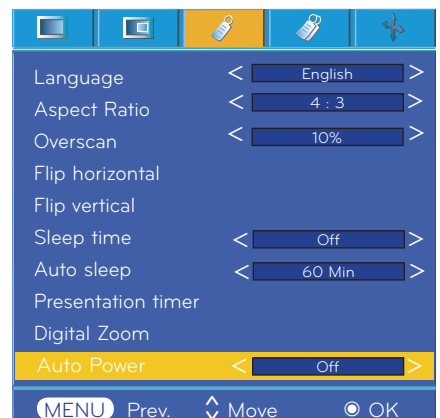 Language < English >
Aspect Ratio < 4 : 3 >
Overscan < 10% >
Flip horizontal
Flip vertical
Sleep time < Off >
Auto sleep < 60 Min >
Presentation timer
Digital Zoom
Auto Power < Off >
MENU Prev. Move OK